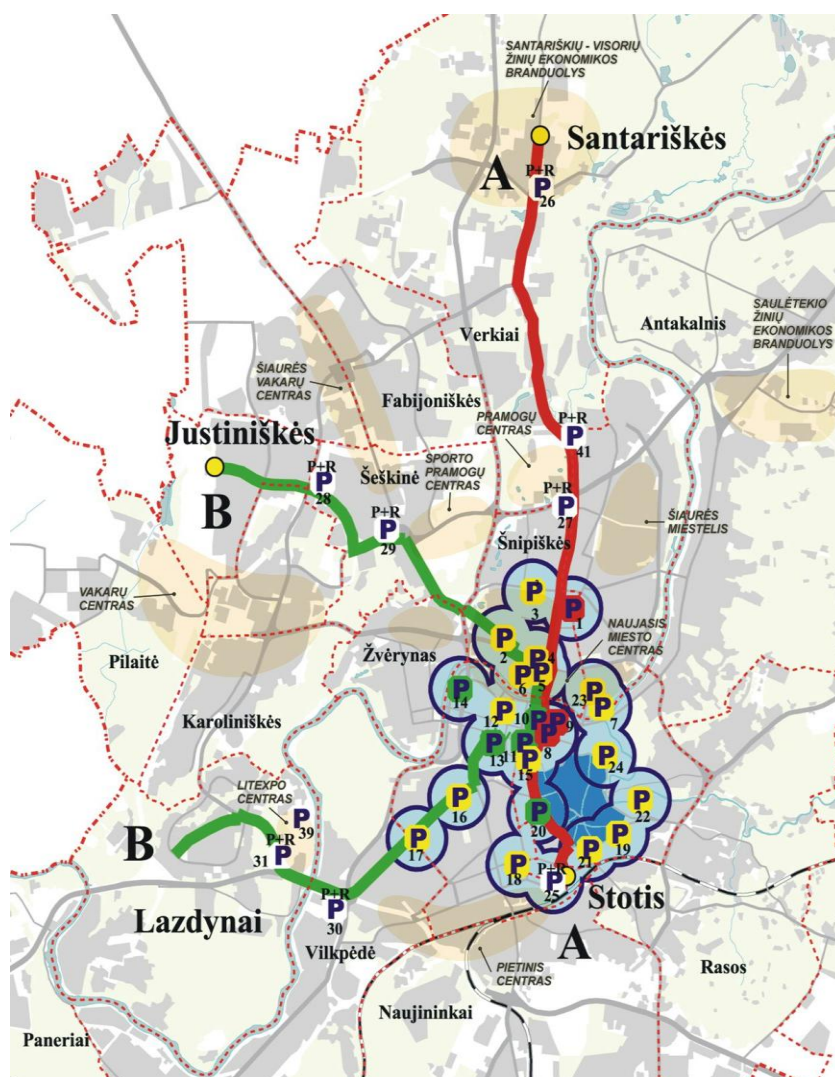 SANTARIŠKIŲ - VISORIŲ
ŽINIŲ EKONOMIKOS
BRANDUOLYS
Santariškės
A
P+R
P
26
Antakalnis
SAULĖTEKIO
ŽINIŲ
EKONOMIKOS
BRANDUOLYS
Verkiai
ŠIAURĖS
VAKARŲ
CENTRAS
Fabijoniškės
PRAMOGŲ
CENTRAS
P+R
P
41
Justiniškės
B
P+R
P
28
Šeškinė
SPORTO
PRAMOGŲ
CENTRAS
P+R
P
27
P+R
P
29
ŠIAURĖS
MIESTELIS
Šnipiškės
VAKARŲ
CENTRAS
Pilaitė
P
3
P
1
NAUJASIS
MIESTO
CENTRAS
P
2
Žvėrynas
P
4
P
5
P
6
P
14
P
23
P
7
Karoliniškės
P
12
P
10
P
9
P
8
P
13
P
11
P
15
P
24
LITEXPO
CENTRAS
P
39
P
16
P
22
P
20
B
P+R
P
31
P
17
P
19
P
21
P
18
P+R
P
25
Stotis
A
Lazdynai
P+R
P
30
Vilkpėdė
PIETINIS
CENTRAS
Rasos
Naujininkai
Paneriai